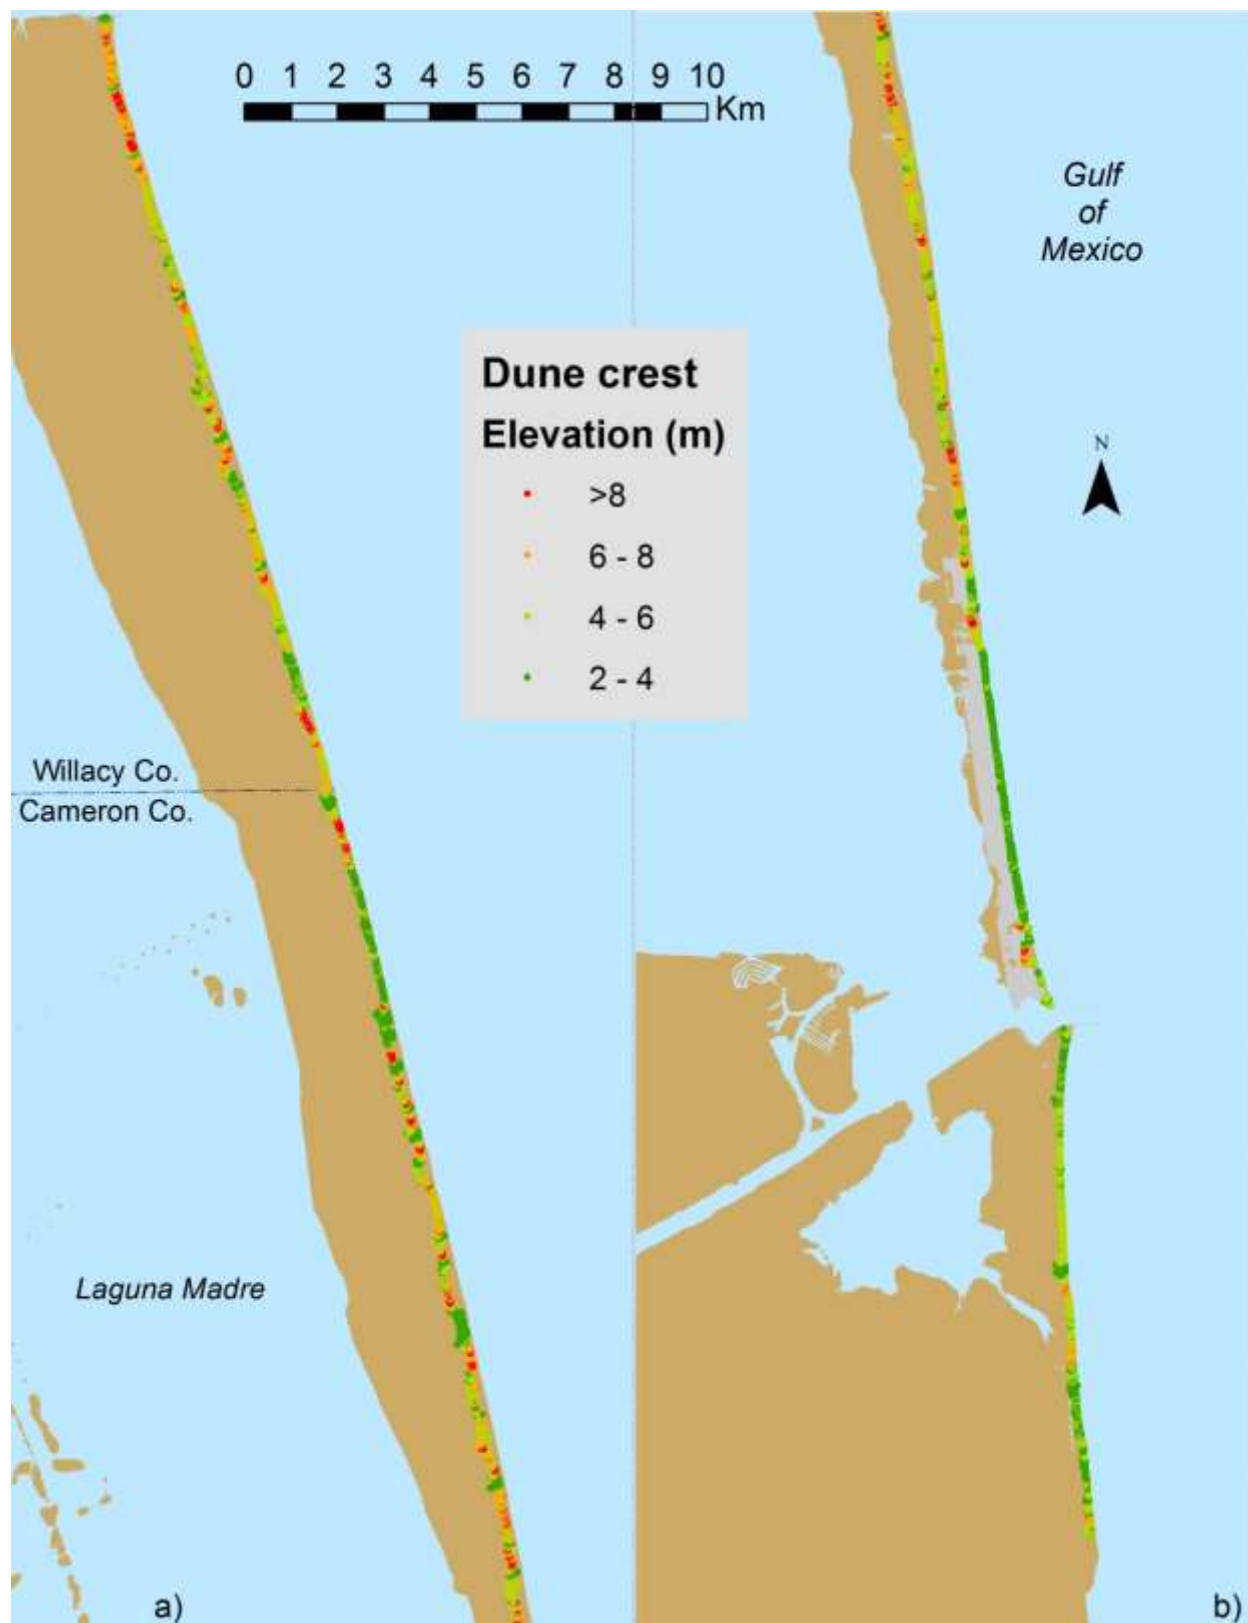 0 1 2 3 4 5 6 7 8 9 10
Km
Gulf
of
Mexico
Dune crest
Elevation (m)
>8
6 - 8
4 - 6
2 - 4
N
Willacy Co.
Cameron Co.
Laguna Madre
a)
b)